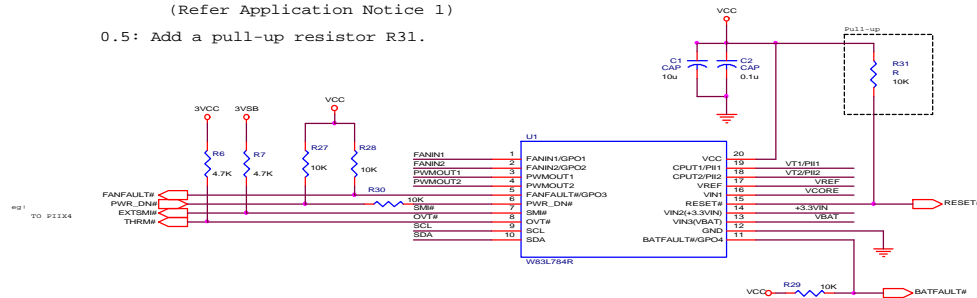 (Refer Application Notice 1)
0.5: Add a pull-up resistor R31.
VCC
Pull-up
C1
CAP
10u
C2
CAP
0.1u
R31
R
10K
3VCC
3VSB
VCC
U1
R6
4.7K
R7
4.7K
R27
10K
R28
10K
FANIN1 1 FANIN1/GPO1 VCC 20
FANIN2 2 FANIN2/GPO2 CPUT1/PII1 19 VT1/PII1
PWMOUT1 3 PWMOUT1 CPUT2/PII2 18 VT2/PII2
PWMOUT2 4 PWMOUT2 VREF 17 VREF
FANFAULT# 5 FANFAULT#/GPO3 VIN1 16 VCORE
PWR_DN# R30 10K 6 PWR_DN# RESET# 15 RESET#
EXTSMI# SMI# 7 SMI# VIN2(+3.3VIN) 14 +3.3VIN
THRM# OVT# 8 OVT# VIN3(VBAT) 13 VBAT
SCL 9 SCL GND 12
SDA 10 SDA BATFAULT#/GPO4 11
eg!
TO PIIX4
W83L784R
VCC R29 10K BATFAULT#